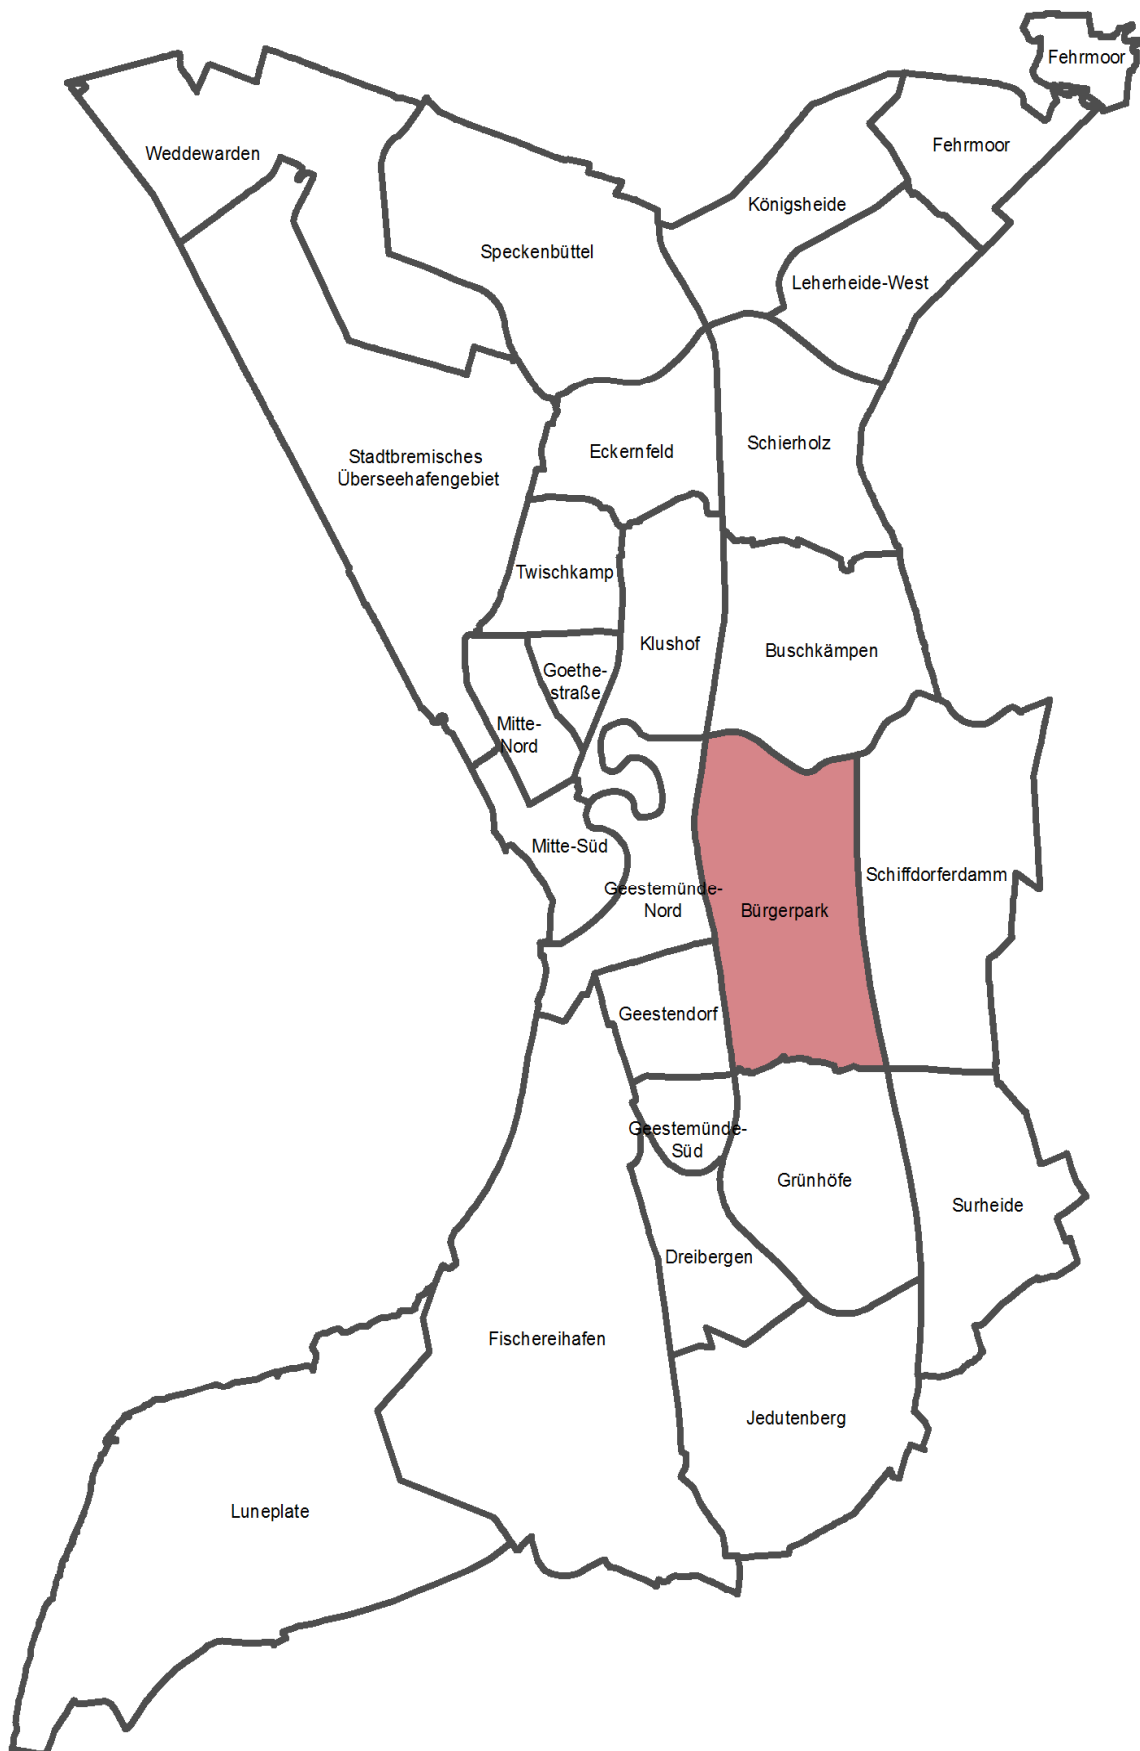 Fehrmoor
Fehrmoor
Weddewarden
Königsheide
Speckenbüttel
Leherheide-West
Eckernfeld
Schierholz
Stadtbremisches
Überseehafengebiet
Twischkamp
Klushof
Buschkämpen
Goethe-
straße
Mitte-
Nord
Mitte-Süd
Schiffdorferdamm
Geestemünde-
Nord
Bürgerpark
Geestendorf
Geestemünde-
Süd
Grünhöfe
Surheide
Dreibergen
Fischereihafen
Jedutenberg
Luneplate